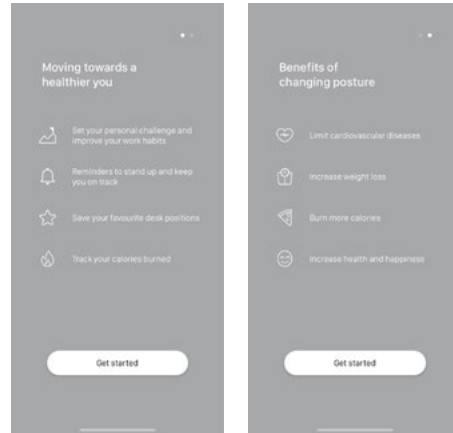 Moving towards a
healthier you
Set your personal challenge and
improve your work habits
Reminders to stand up and keep
you on track
Save your favourite desk positions
Track your calories burned
Get started
Benefits of
changing posture
Limit cardiovascular diseases
Increase weight loss
Burn more calories
Increase health and happiness
Get started